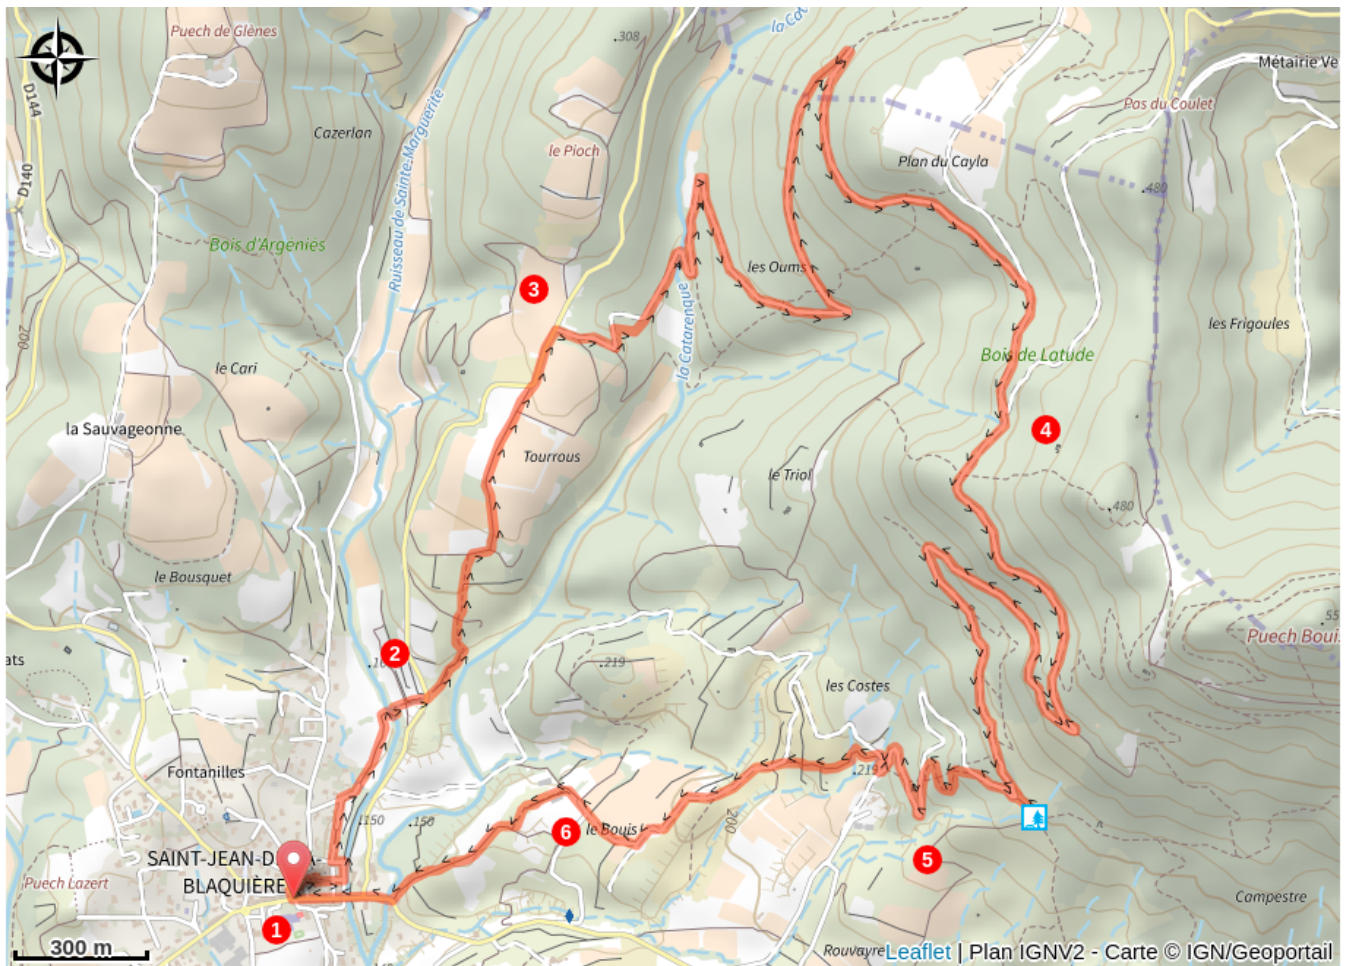 Puech de Glènes
la
.308
Métairie Ve
D144
Pas du Coulet
Cazerlan
Ruisseau de Sainte-Marguerite
le Pioch
Plan du Cayla
D140
.480
Bois d'Argenies
les Oums
3
la Catarenque
les Frigoules
200
Bois de Latude
le Cari
la Sauvageonne
4
Tourrous
le Triol
.480
le Bousquet
55
Puech Boui
2
ats
.219
les Costes
Fontanilles
.219
150
.150
200
6
le Bouis
SAINT-JEAN-D
A-
BLAQUIÈRE
5
Puech Lazert
Campestre
1
300 m
Rouvayre
Leaflet | Plan IGNV2 - Carte © IGN/Geoportail